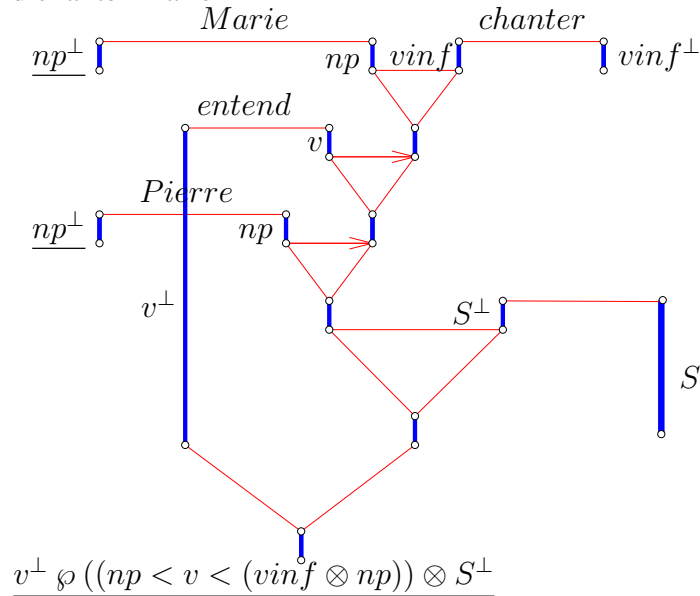 Marie chanter
np^⊥ np vinf vinf^⊥
entend
v
Pierre
np^⊥ np
v^⊥ S^⊥
S
v^⊥ ℘ ((np < v < (vinf ⊗ np)) ⊗ S^⊥